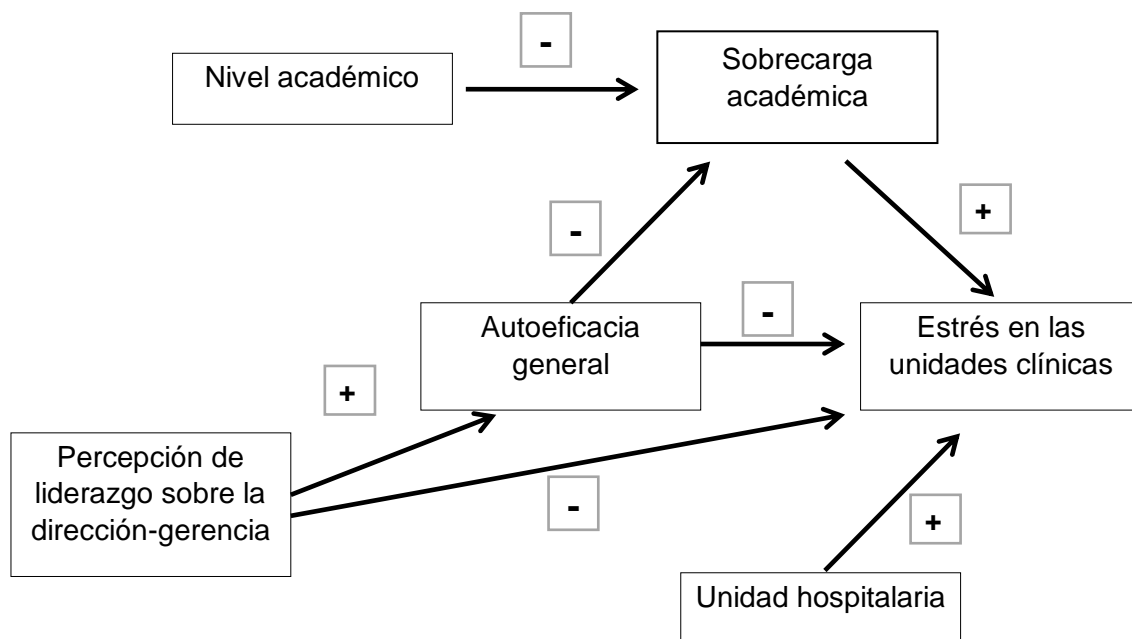 -
Nivel académico
Sobrecarga
académica
-
+
Autoeficacia
general
-
Estrés en las
unidades clínicas
+
Percepción de
liderazgo sobre la
dirección-gerencia
-
+
Unidad hospitalaria